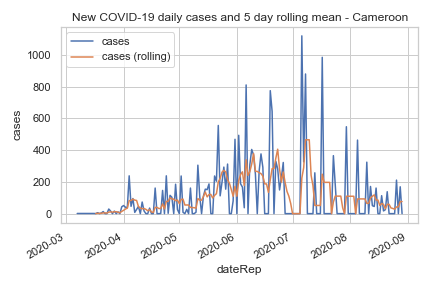 New COVID-19 daily cases and 5 day rolling mean - Cameroon
cases
cases (rolling)
1000
800
600
400
200
0
cases
2020-03
2020-04
2020-05
2020-06
2020-07
2020-08
2020-09
dateRep